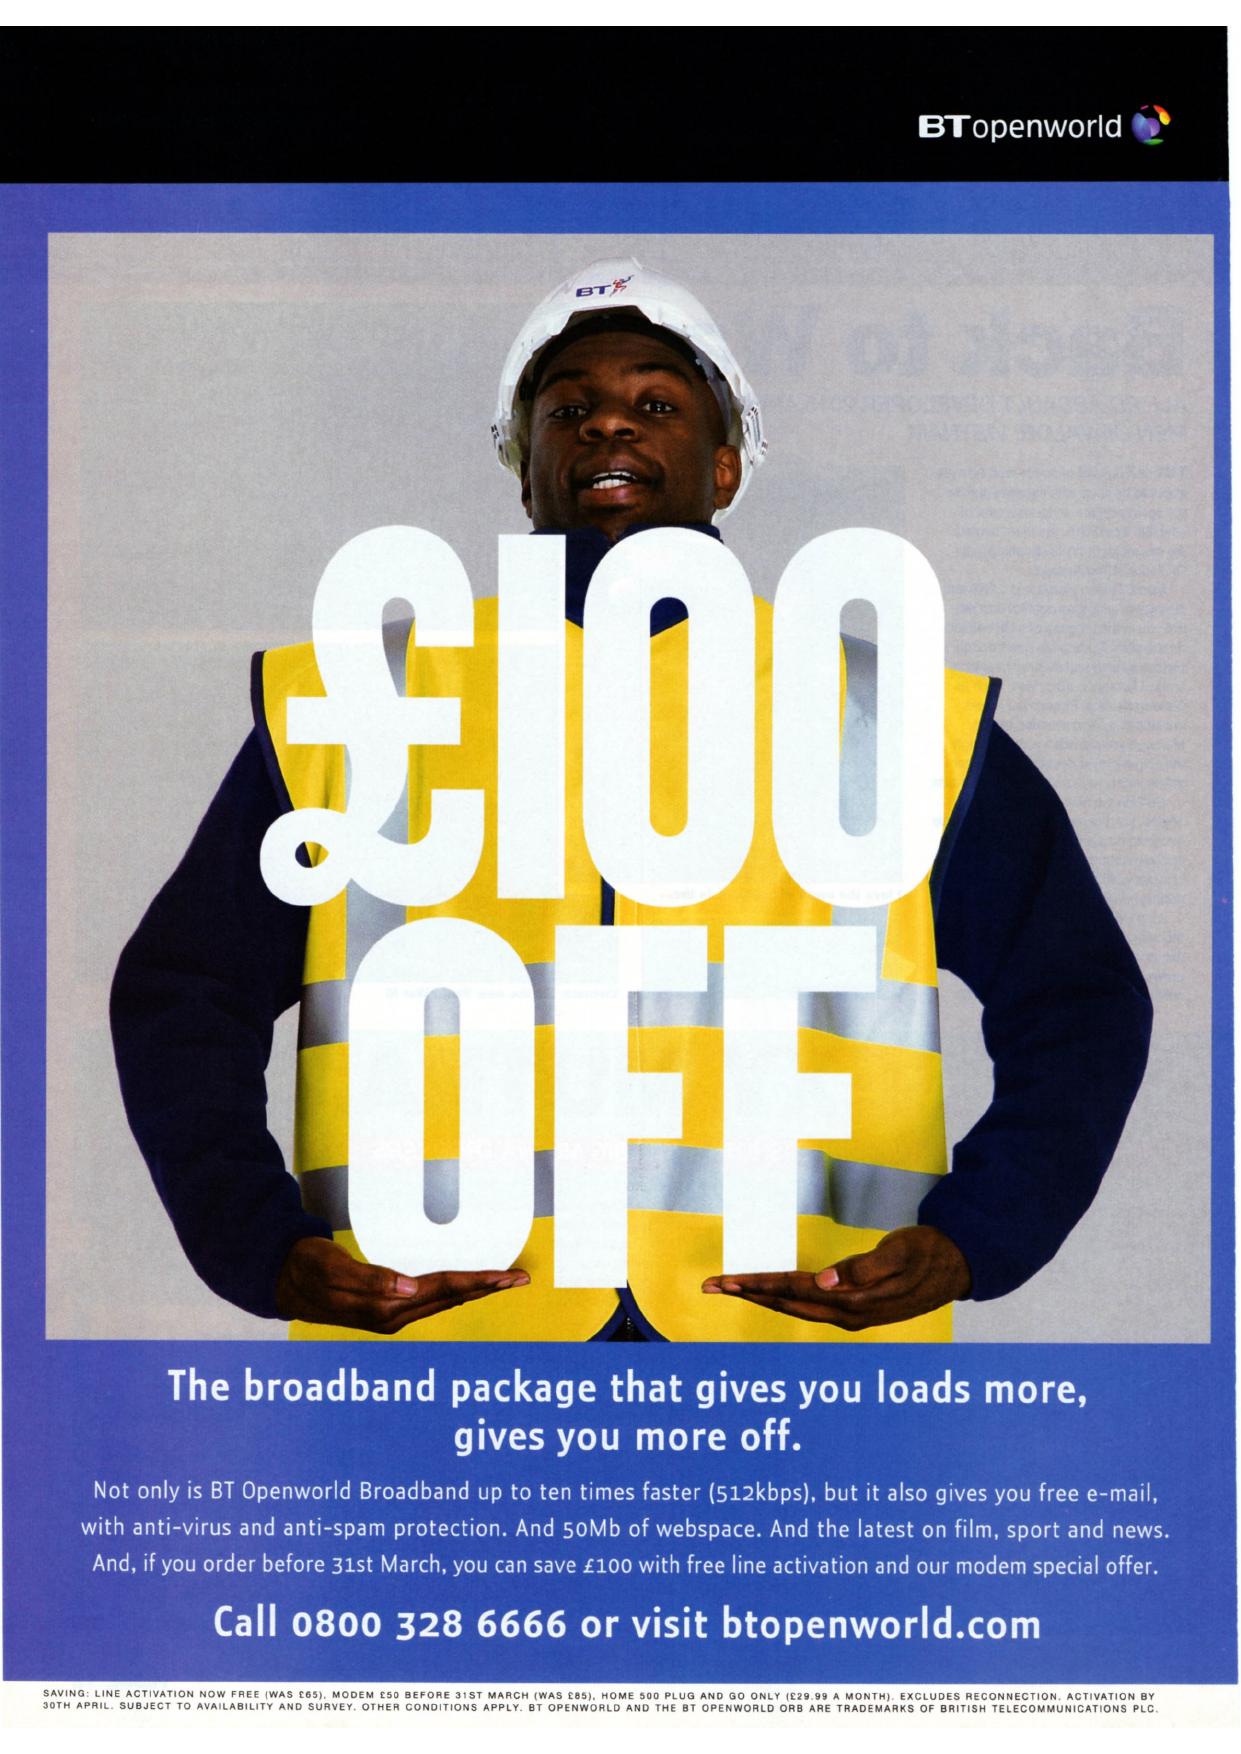 BTopenworld
BT
£100
OFF
The broadband package that gives you loads more,
gives you more off.
Not only is BT Openworld Broadband up to ten times faster (512kbps), but it also gives you free e-mail,
with anti-virus and anti-spam protection. And 50Mb of webspace. And the latest on film, sport and news.
And, if you order before 31st March, you can save £100 with free line activation and our modem special offer.
Call 0800 328 6666 or visit btopenworld.com
SAVING: LINE ACTIVATION NOW FREE (WAS £65), MODEM £50 BEFORE 31ST MARCH (WAS £85), HOME 500 PLUG AND GO ONLY (£29.99 A MONTH). EXCLUDES RECONNECTION. ACTIVATION BY
30TH APRIL. SUBJECT TO AVAILABILITY AND SURVEY. OTHER CONDITIONS APPLY. BT OPENWORLD AND THE BT OPENWORLD ORB ARE TRADEMARKS OF BRITISH TELECOMMUNICATIONS PLC.